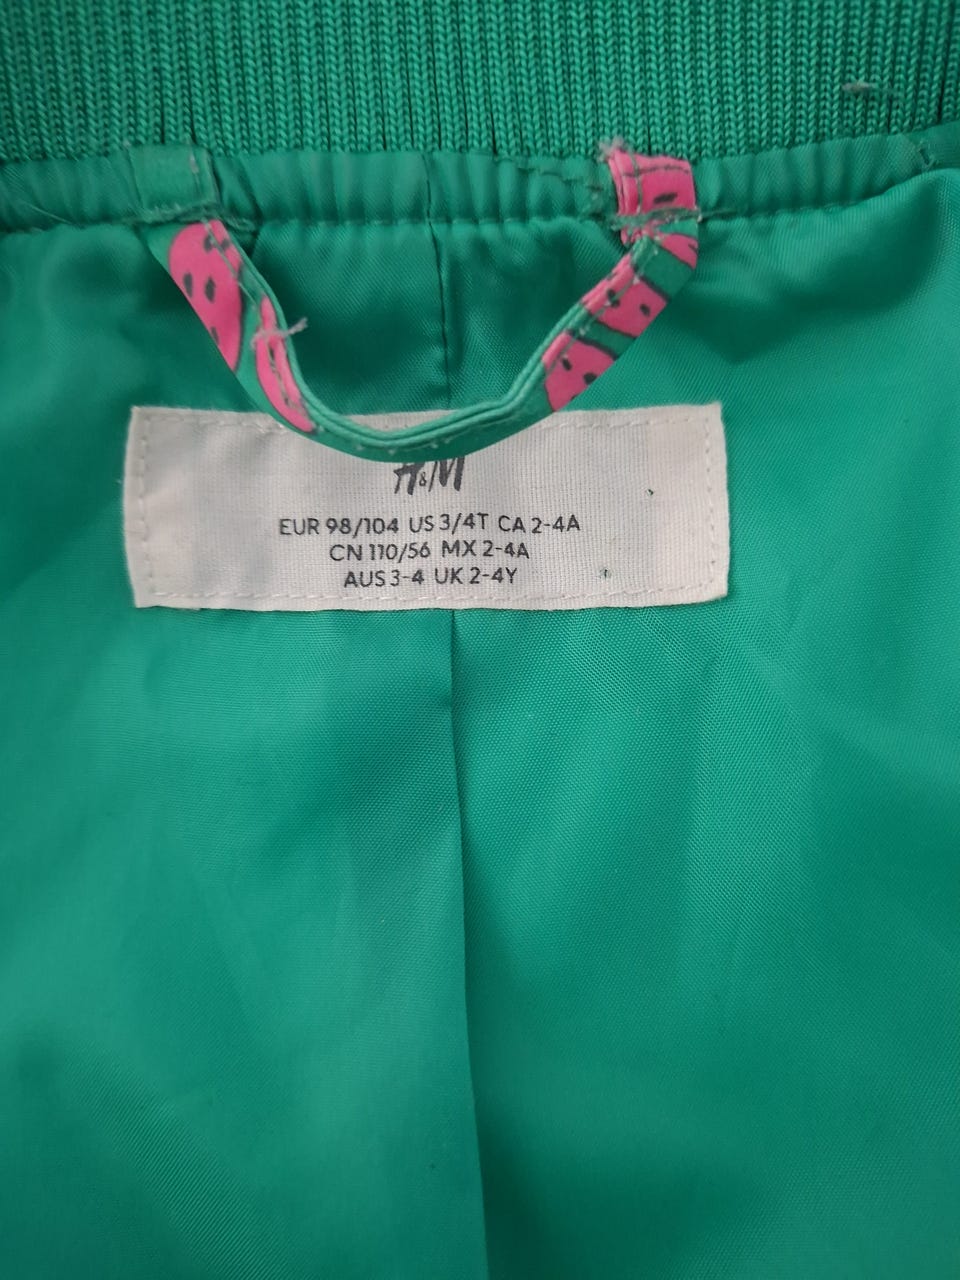 H&M
EUR 98/104 US 3/4T CA 2-4A
CN 110/56 MX 2-4A
AUS 3-4 UK 2-4Y